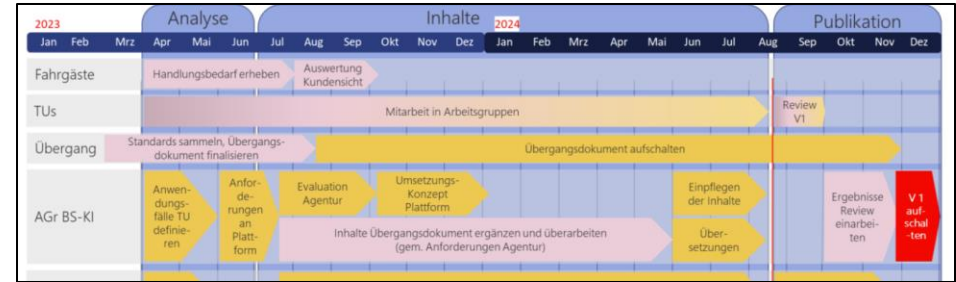 Analyse Inhalte Publikation
2023 2024
Jan Feb Mrz Apr Mai Jun Jul Aug Sep Okt Nov Dez Jan Feb Mrz Apr Mai Jun Jul Aug Sep Okt Nov Dez
Fahrgäste
Handlungsbedarf erheben
Auswertung
Kundensicht
TUs
Mitarbeit in Arbeitsgruppen
Review
V1
Übergang
Standards sammeln, Übergangs-
dokument finalisieren
Übergangsdokument aufschalten
AGr BS-KI
Anwen-
dungs-
fälle TU
definie-
ren
Anfor-
de-
rungen
an
Platt-
form
Evaluation
Agentur
Umsetzungs-
Konzept
Plattform
Inhalte Übergangsdokument ergänzen und überarbeiten
(gem. Anforderungen Agentur)
Einpflegen
der Inhalte
Über-
setzungen
Ergebnisse
Review
einarbei-
ten
V 1
auf-
schal
-ten